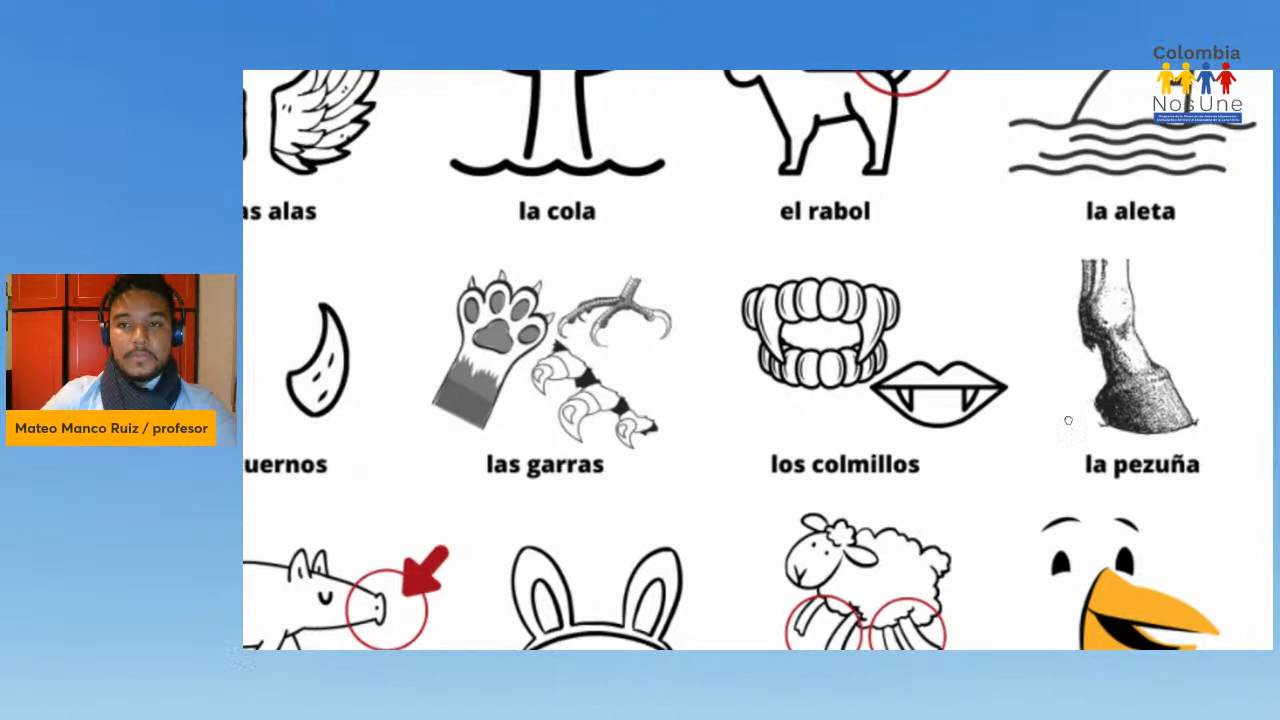 Colombia
Nos Une
as alas
la cola
el rabol
la aleta
uernos
las garras
los colmillos
la pezuña
Mateo Manco Ruiz / profesor